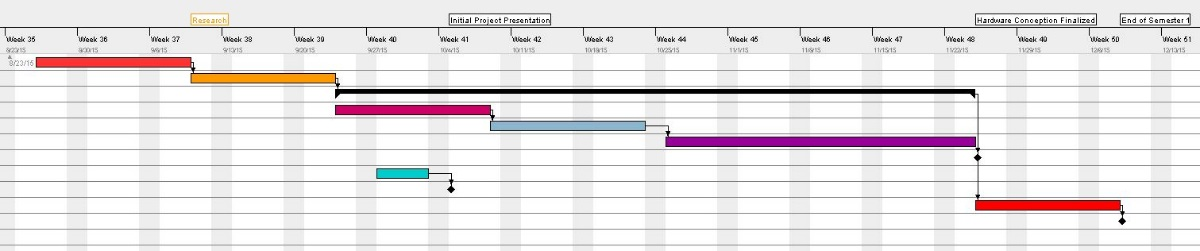 Research
Initial Project Presentation
Hardware Conception Finalized
End of Semester 1
Week 35
Week 36
Week 37
Week 38
Week 39
Week 40
Week 41
Week 42
Week 43
Week 44
Week 45
Week 46
Week 47
Week 48
Week 49
Week 50
Week 51
8/23/15
8/30/15
9/6/15
9/13/15
9/20/15
9/27/15
10/4/15
10/11/15
10/18/15
10/25/15
11/1/15
11/8/15
11/15/15
11/22/15
11/29/15
12/6/15
12/13/15
8/23/15